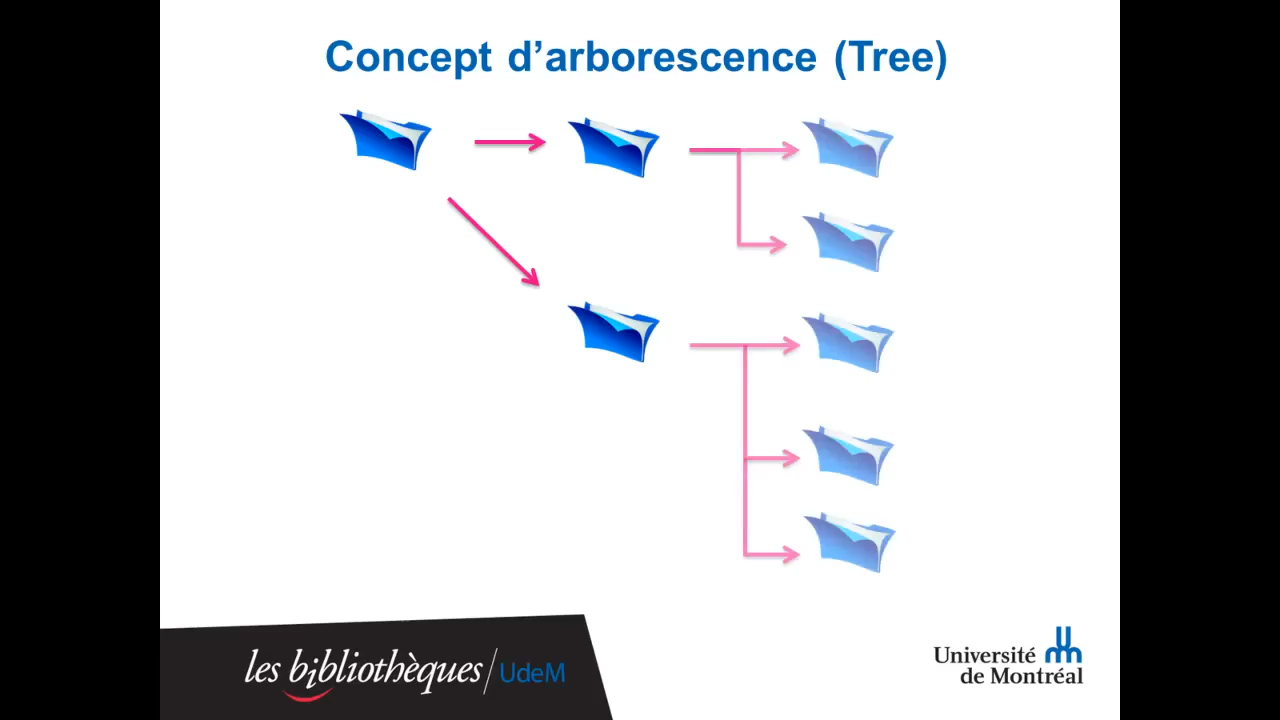 Concept d’arborescence (Tree)
les bibliothèques/UdeM
Université
de Montréal